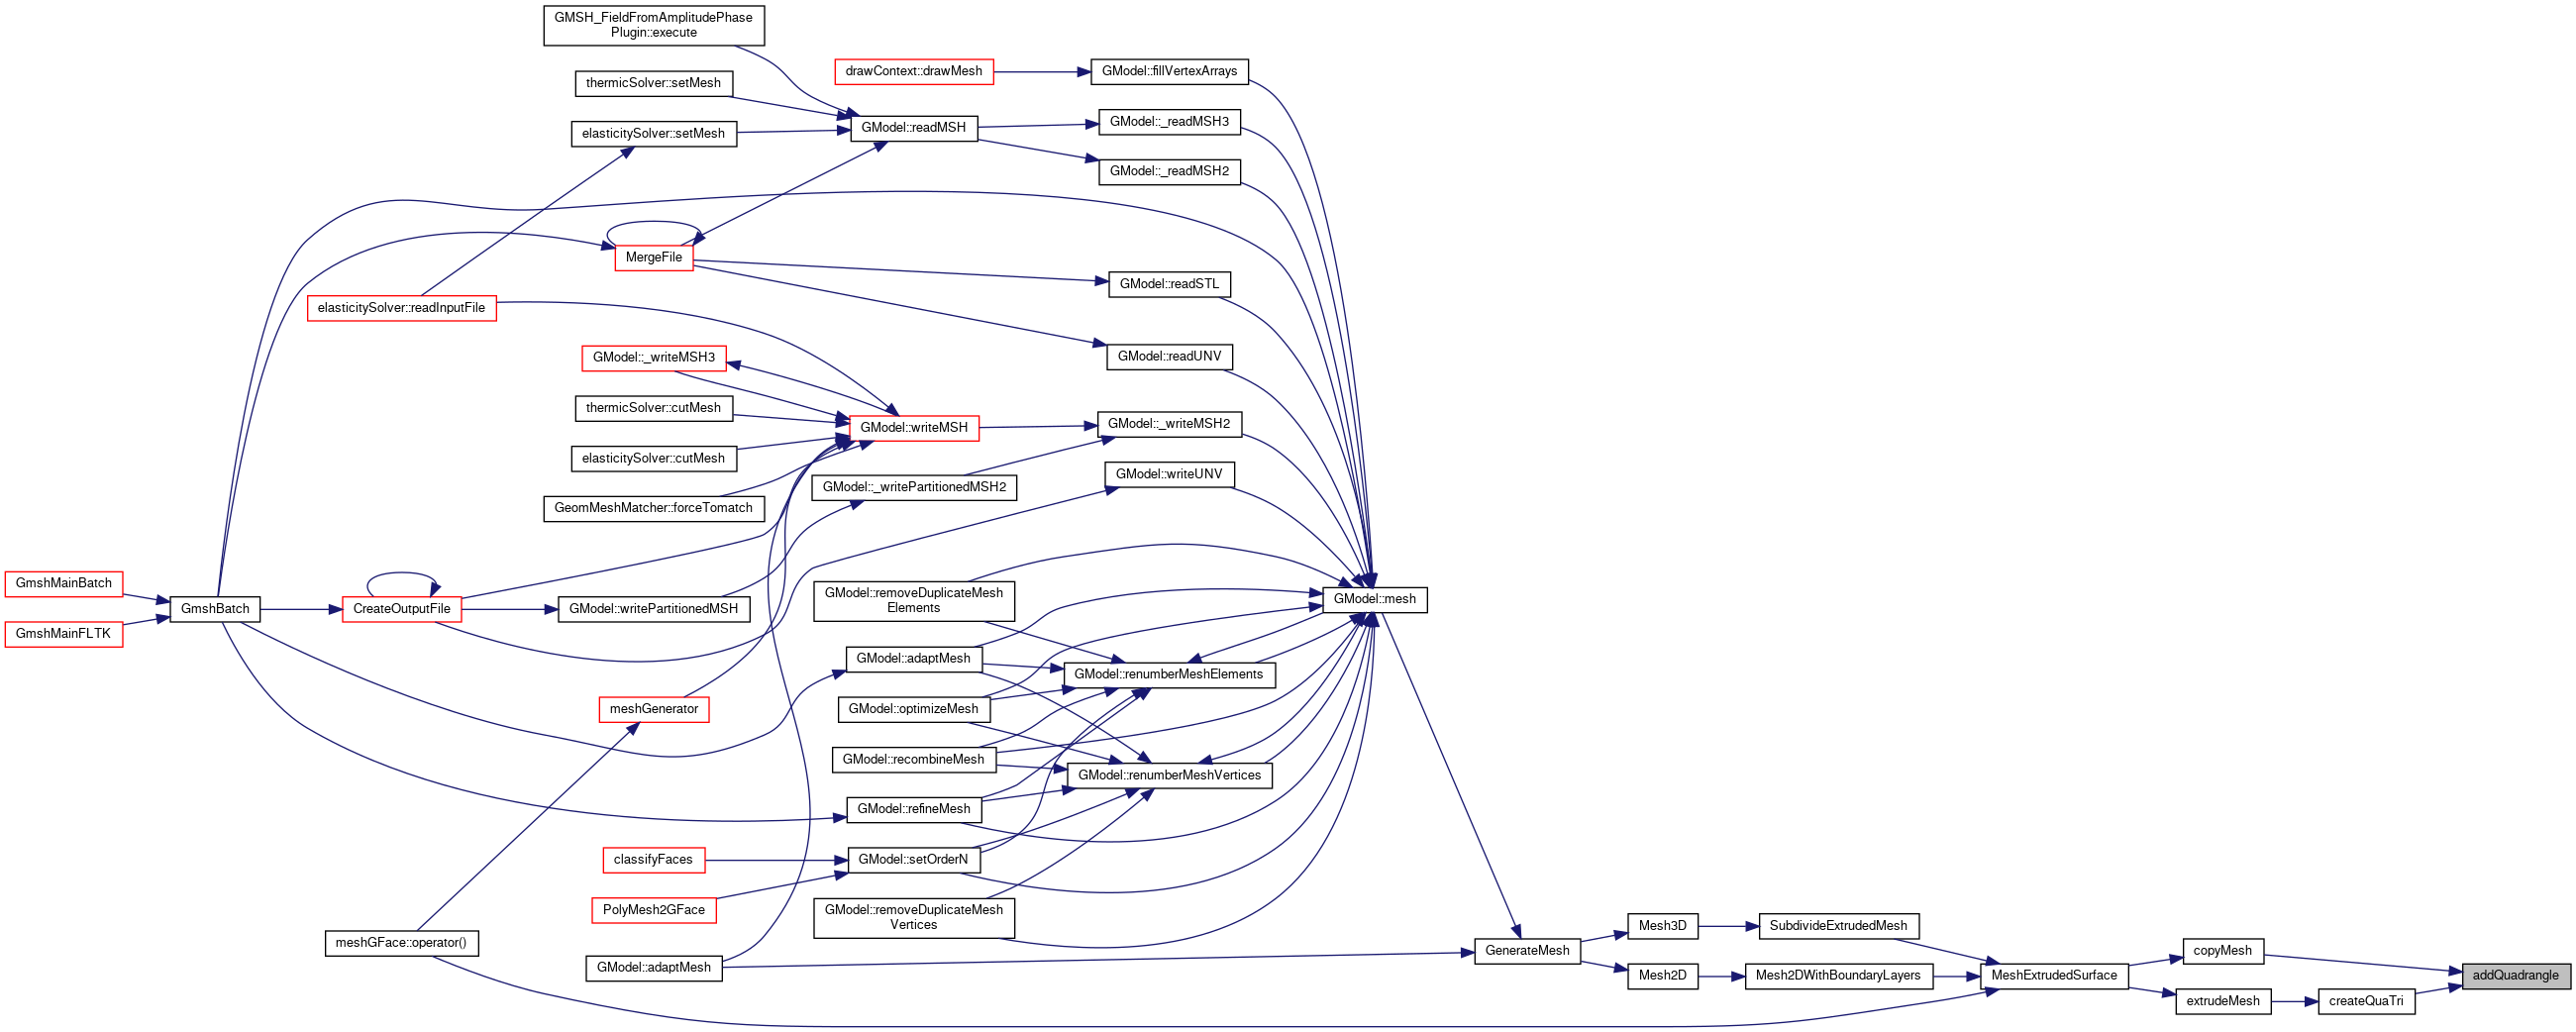 GMSH_FieldFromAmplitudePhase
Plugin::execute
thermicSolver::setMesh
elasticitySolver::setMesh
drawContext::drawMesh
GModel::fillVertexArrays
GModel::readMSH
GModel::_readMSH3
GModel::_readMSH2
MergeFile
GModel::readSTL
elasticitySolver::readInputFile
GModel::_writeMSH3
GModel::readUNV
thermicSolver::cutMesh
GModel::writeMSH
GModel::_writeMSH2
elasticitySolver::cutMesh
GModel::_writePartitionedMSH2
GModel::writeUNV
GeomMeshMatcher::forceTomatch
GmshMainBatch
GmshMainFLTK
GmshBatch
CreateOutputFile
GModel::writePartitionedMSH
GModel::removeDuplicateMesh
Elements
GModel::mesh
GModel::adaptMesh
GModel::renumberMeshElements
meshGenerator
GModel::optimizeMesh
GModel::recombineMesh
GModel::renumberMeshVertices
GModel::refineMesh
classifyFaces
GModel::setOrderN
PolyMesh2GFace
GModel::removeDuplicateMesh
Vertices
meshGFace::operator()
GModel::adaptMesh
GenerateMesh
Mesh3D
Mesh2D
SubdivideExtrudedMesh
Mesh2DWithBoundaryLayers
MeshExtrudedSurface
copyMesh
extrudeMesh
createQuaTri
addQuadrangle